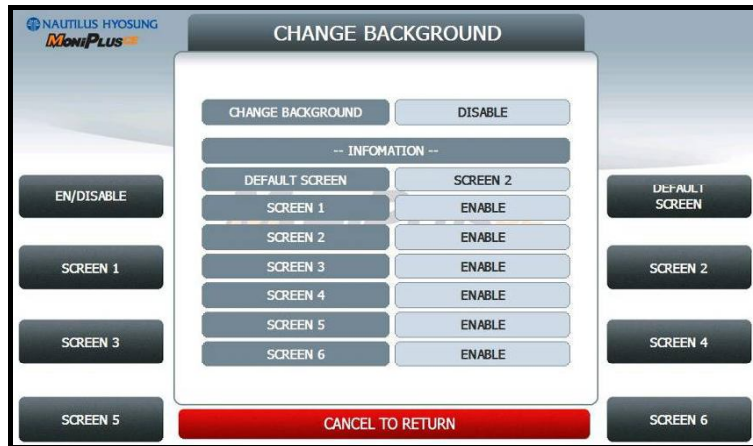 NAUTILUS HYOSUNG
MoniPlus
CHANGE BACKGROUND
CHANGE BACKGROUND DISABLE
-- INFOMATION --
DEFAULT SCREEN SCREEN 2
SCREEN 1 ENABLE
SCREEN 2 ENABLE
SCREEN 3 ENABLE
SCREEN 4 ENABLE
SCREEN 5 ENABLE
SCREEN 6 ENABLE
EN/DISABLE
DEFAULT
SCREEN
SCREEN 1
SCREEN 2
SCREEN 3
SCREEN 4
SCREEN 5
CANCEL TO RETURN
SCREEN 6